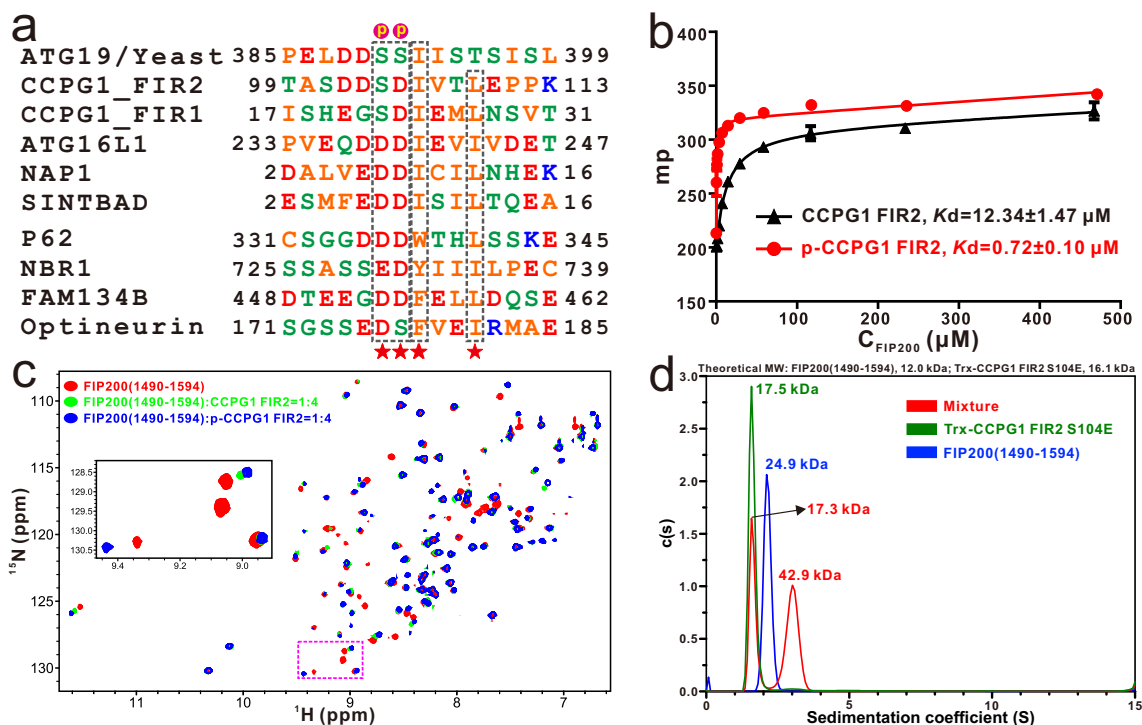 a
p p
ATG19/Yeast 385 PELDDSSIISTSISL 399
CCPG1_FIR2 99 TASDDSDIVTLEPPK 113
CCPG1_FIR1 17 ISHEGSDIEMLNSVT 31
ATG16L1 233 PVEQDDDIEVIVDET 247
NAP1 2 DALVEDDICILNHEK 16
SINTBAD 2 ESMFEDDISILTQEA 16
P62 331 CSGGDDDWTHLSSKE 345
NBR1 725 SSASSEDYIIILPEC 739
FAM134B 448 DTEEGDDFELLDQSE 462
Optineurin 171 SGSSEDSFVEIRMAE 185
b
400
350
300
250
200
150
mp
CCPG1 FIR2, Kd=12.34±1.47 μM
p-CCPG1 FIR2, Kd=0.72±0.10 μM
0 100 200 300 400 500
CFIP200 (μM)
c
FIP200(1490-1594)
FIP200(1490-1594):CCPG1 FIR2=1:4
FIP200(1490-1594):p-CCPG1 FIR2=1:4
110
115
120
125
130
15N (ppm)
128.5
129.0
129.5
130.0
130.5
9.4 9.2 9.0
11 10 9 8 7
1H (ppm)
d
Theoretical MW: FIP200(1490-1594), 12.0 kDa; Trx-CCPG1 FIR2 S104E, 16.1 kDa
3.0
2.5
2.0
1.5
1.0
0.5
0.0
c(s)
17.5 kDa
Mixture
Trx-CCPG1 FIR2 S104E
FIP200(1490-1594)
24.9 kDa
17.3 kDa
42.9 kDa
0 5 10 15
Sedimentation coefficient (S)